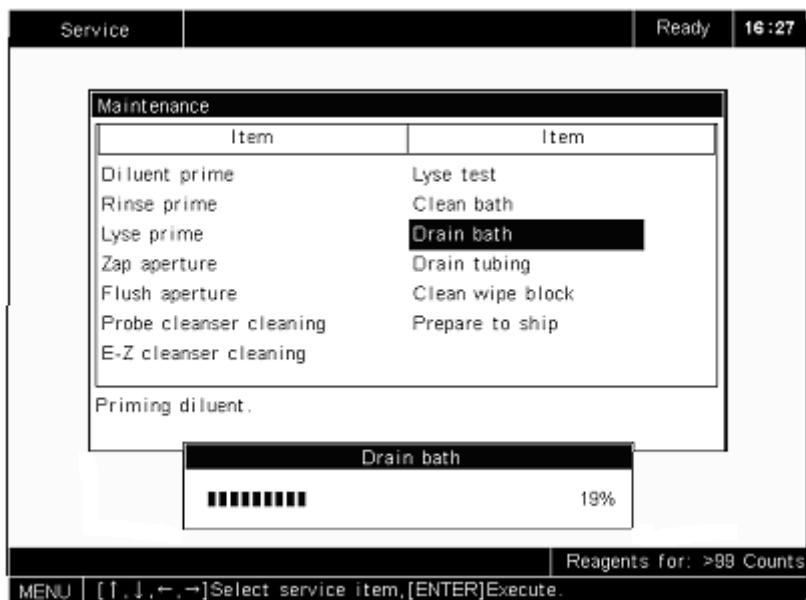 Service Ready 16:27
Maintenance
Item Item
Diluent prime Lyse test
Rinse prime Clean bath
Lyse prime Drain bath
Zap aperture Drain tubing
Flush aperture Clean wipe block
Probe cleanser cleaning Prepare to ship
E-Z cleanser cleaning
Priming diluent.
Drain bath
19%
Reagents for: >99 Counts
MENU [↑,↓,←,→]Select service item,[ENTER]Execute.